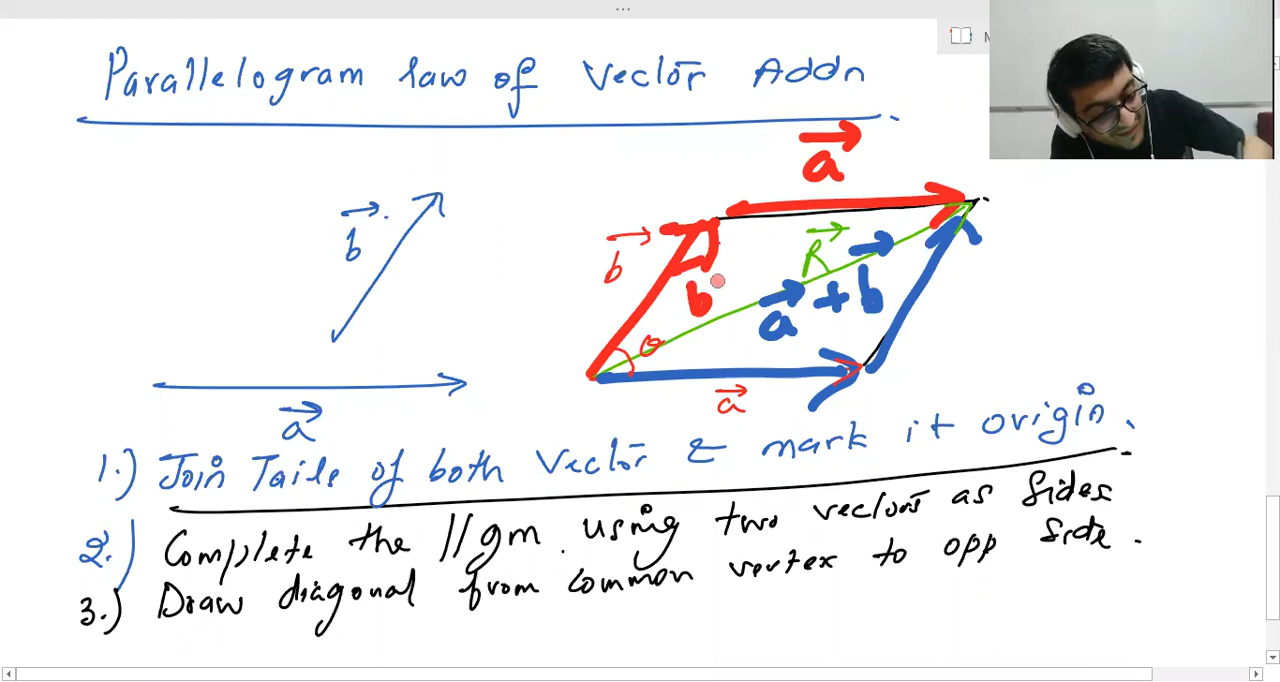 Parallelogram law of Vector Addn
a
b
b
R
b
a + b
θ
a
a
1.) Join Tails of both Vector & mark it origin.
2.) Complete the //gm. using two vectors as sides
3.) Draw diagonal from common vertex to opp side.